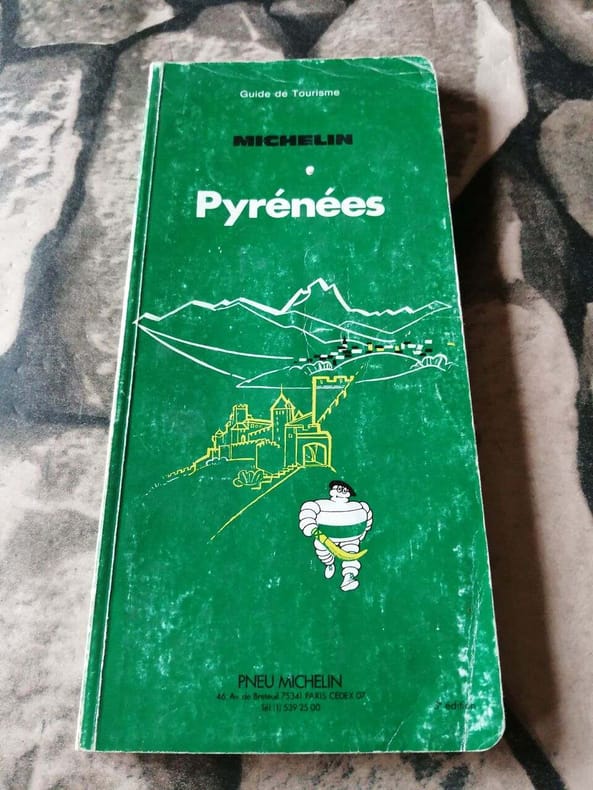 Guide de Tourisme
MICHELIN
Pyrénées
PNEU MICHELIN
46, Av. de Breteuil 75341 PARIS CEDEX 07
Tél (1) 539 25 00
édition